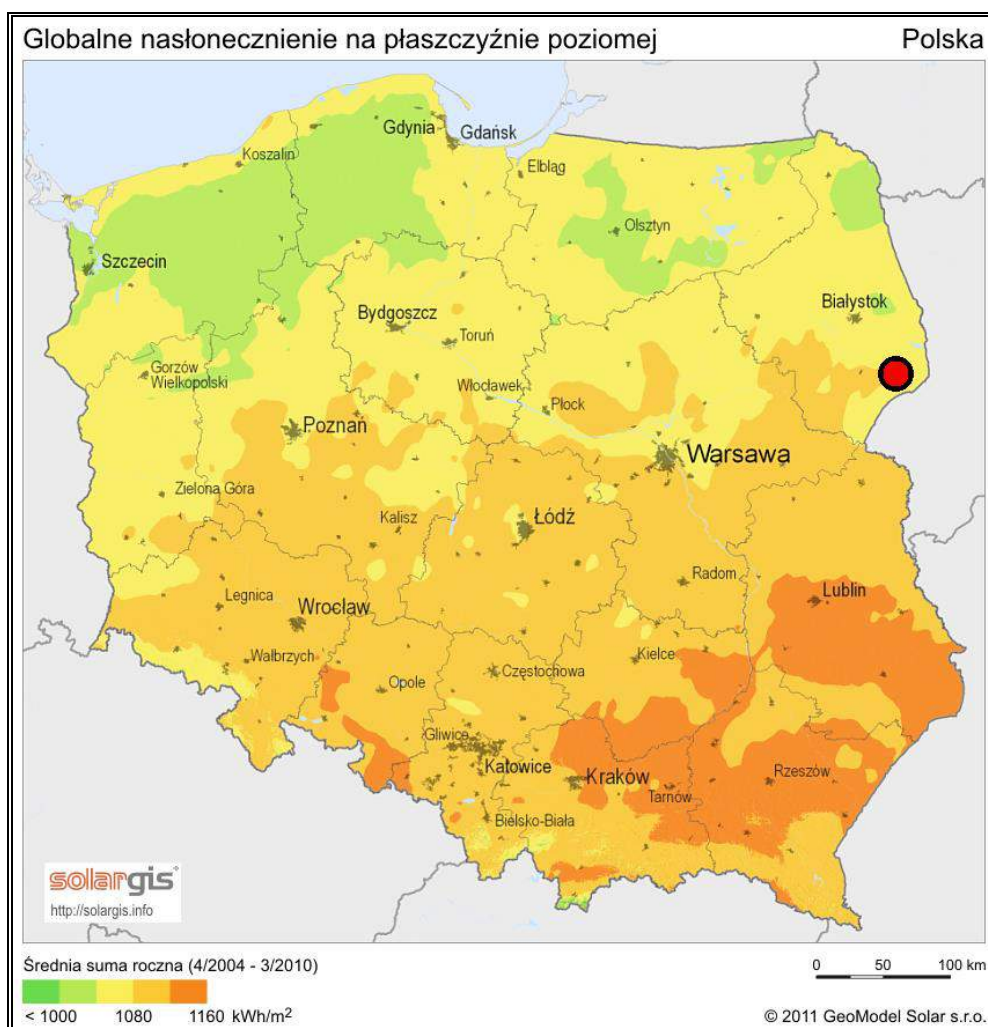 Globalne nasłonecznienie na płaszczyźnie poziomej
Polska
Gdynia
Gdańsk
Koszalin
Elbląg
Olsztyn
Szczecin
Białystok
Bydgoszcz
Toruń
Gorzów
Wielkopolski
Włocławek
Płock
Poznań
Warsawa
Zielona Góra
Kalisz
Łódź
Radom
Lublin
Legnica
Wrocław
Wałbrzych
Opole
Częstochowa
Kielce
Gliwice
Katowice
Kraków
Tarnów
Rzeszów
Bielsko-Biała
solargis
http://solargis.info
Średnia suma roczna (4/2004 - 3/2010)
0 50 100 km
< 1000 1080 1160 kWh/m²
© 2011 GeoModel Solar s.r.o.